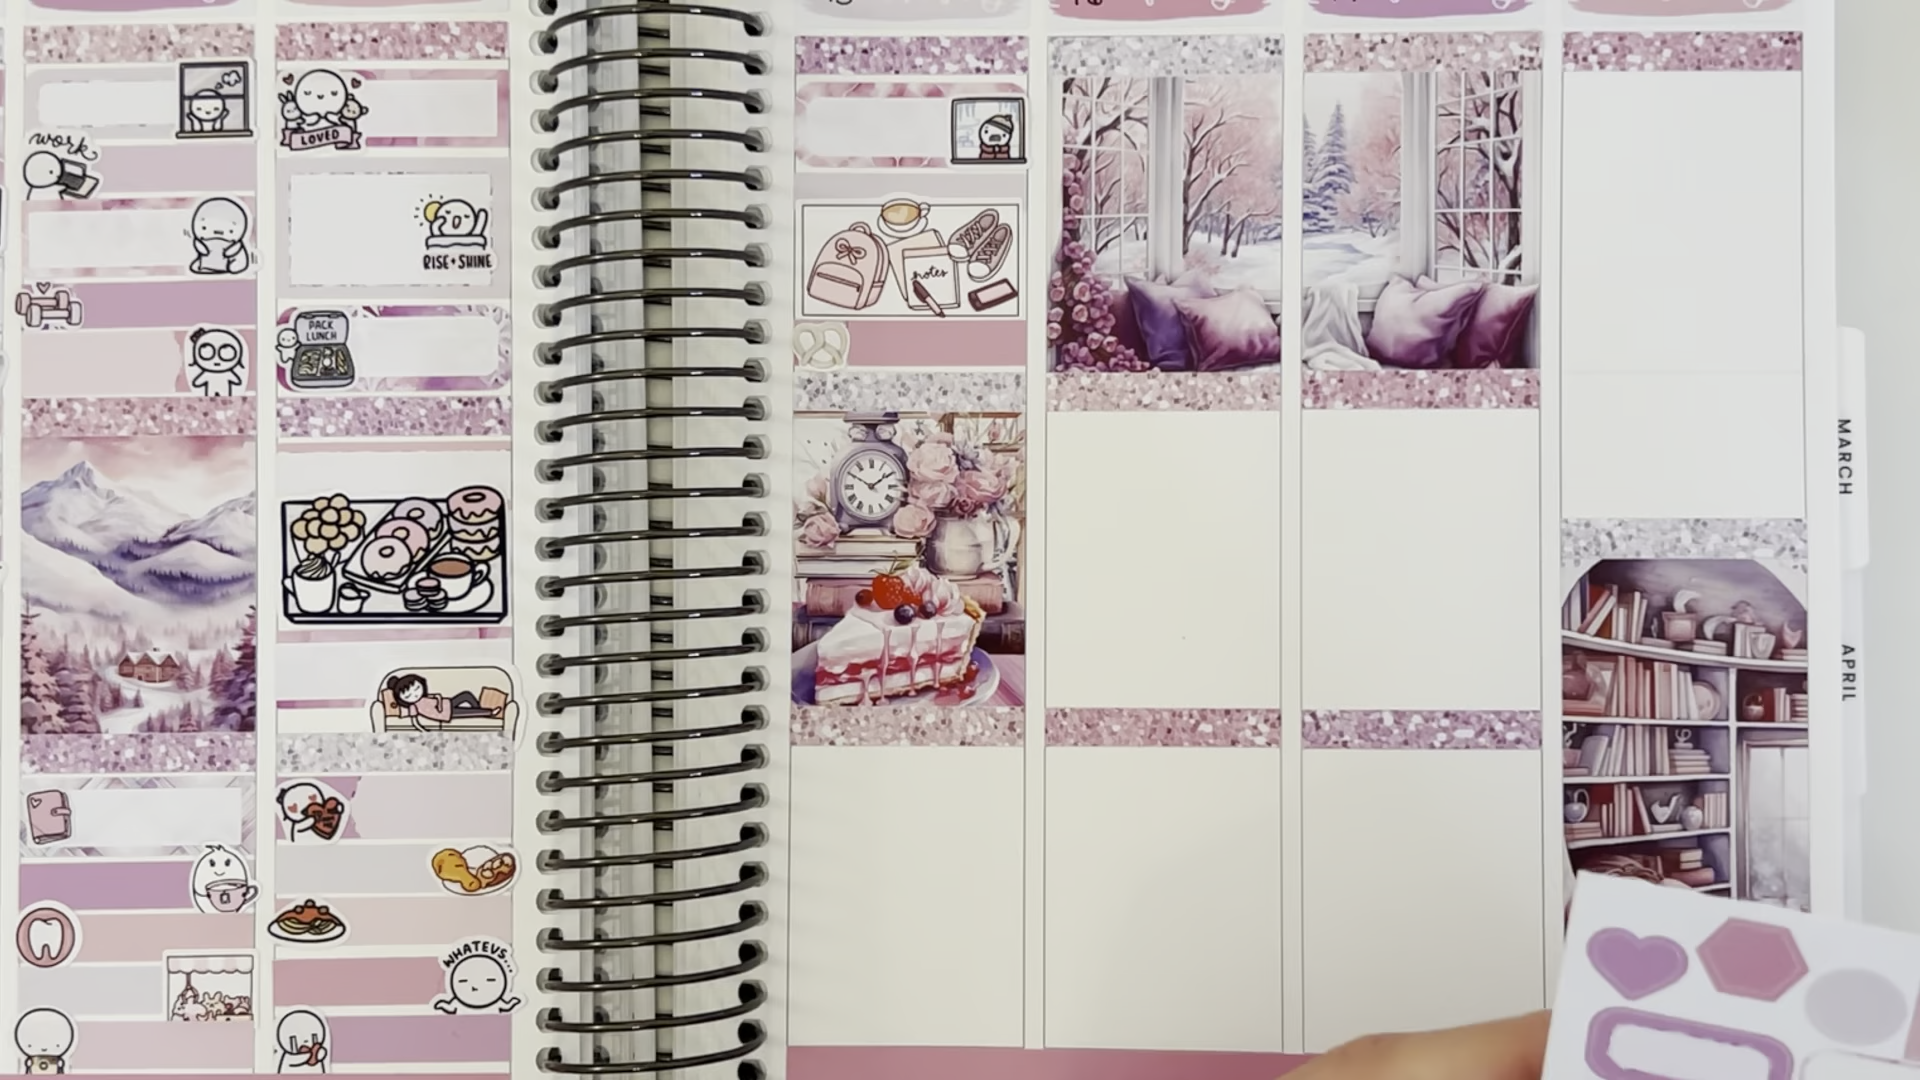 work
LOVED
RISE + SHINE
PACK
LUNCH
WHATEVS...
notes
MARCH
APRIL